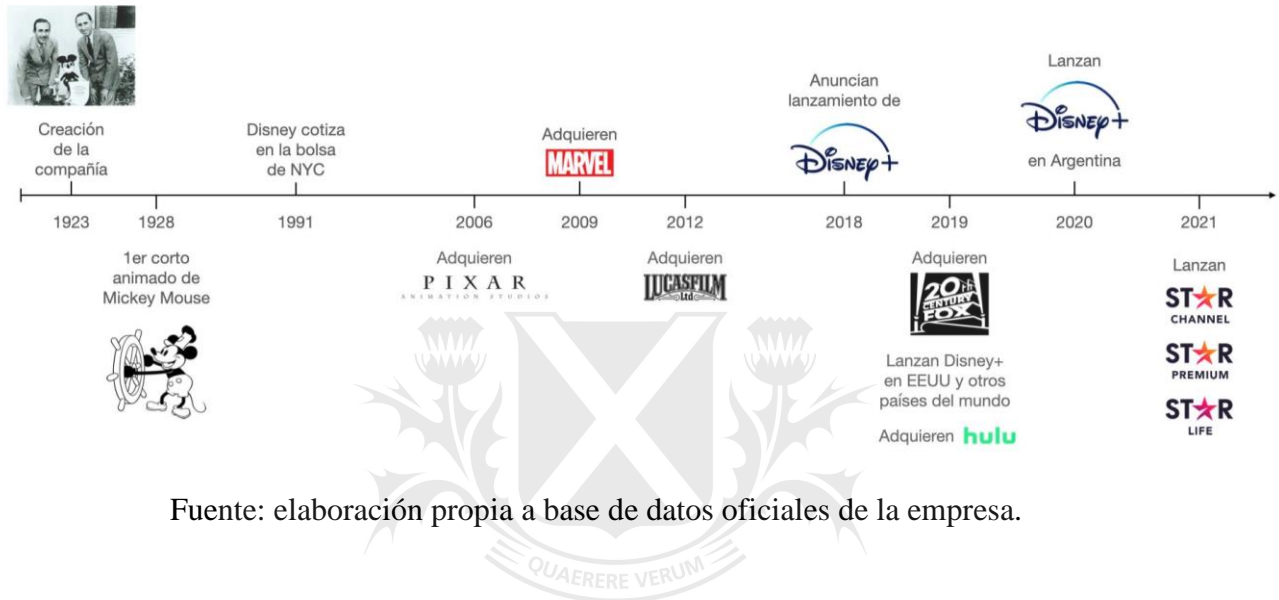 Creación
de la
compañía
Disney cotiza
en la bolsa
de NYC
Adquieren
MARVEL
Anuncian
lanzamiento de
Disney+
Lanzan
Disney+
en Argentina
1923
1928
1991
2006
2009
2012
2018
2019
2020
2021
1er corto
animado de
Mickey Mouse
Adquieren
PIXAR
ANIMATION STUDIOS
Adquieren
LUCASFILM
Ltd
Adquieren
20th
CENTURY
FOX
Lanzan Disney+
en EEUU y otros
países del mundo
Adquieren hulu
Lanzan
STAR
CHANNEL
STAR
PREMIUM
STAR
LIFE
Fuente: elaboración propia a base de datos oficiales de la empresa.
QUAERERE VERUM